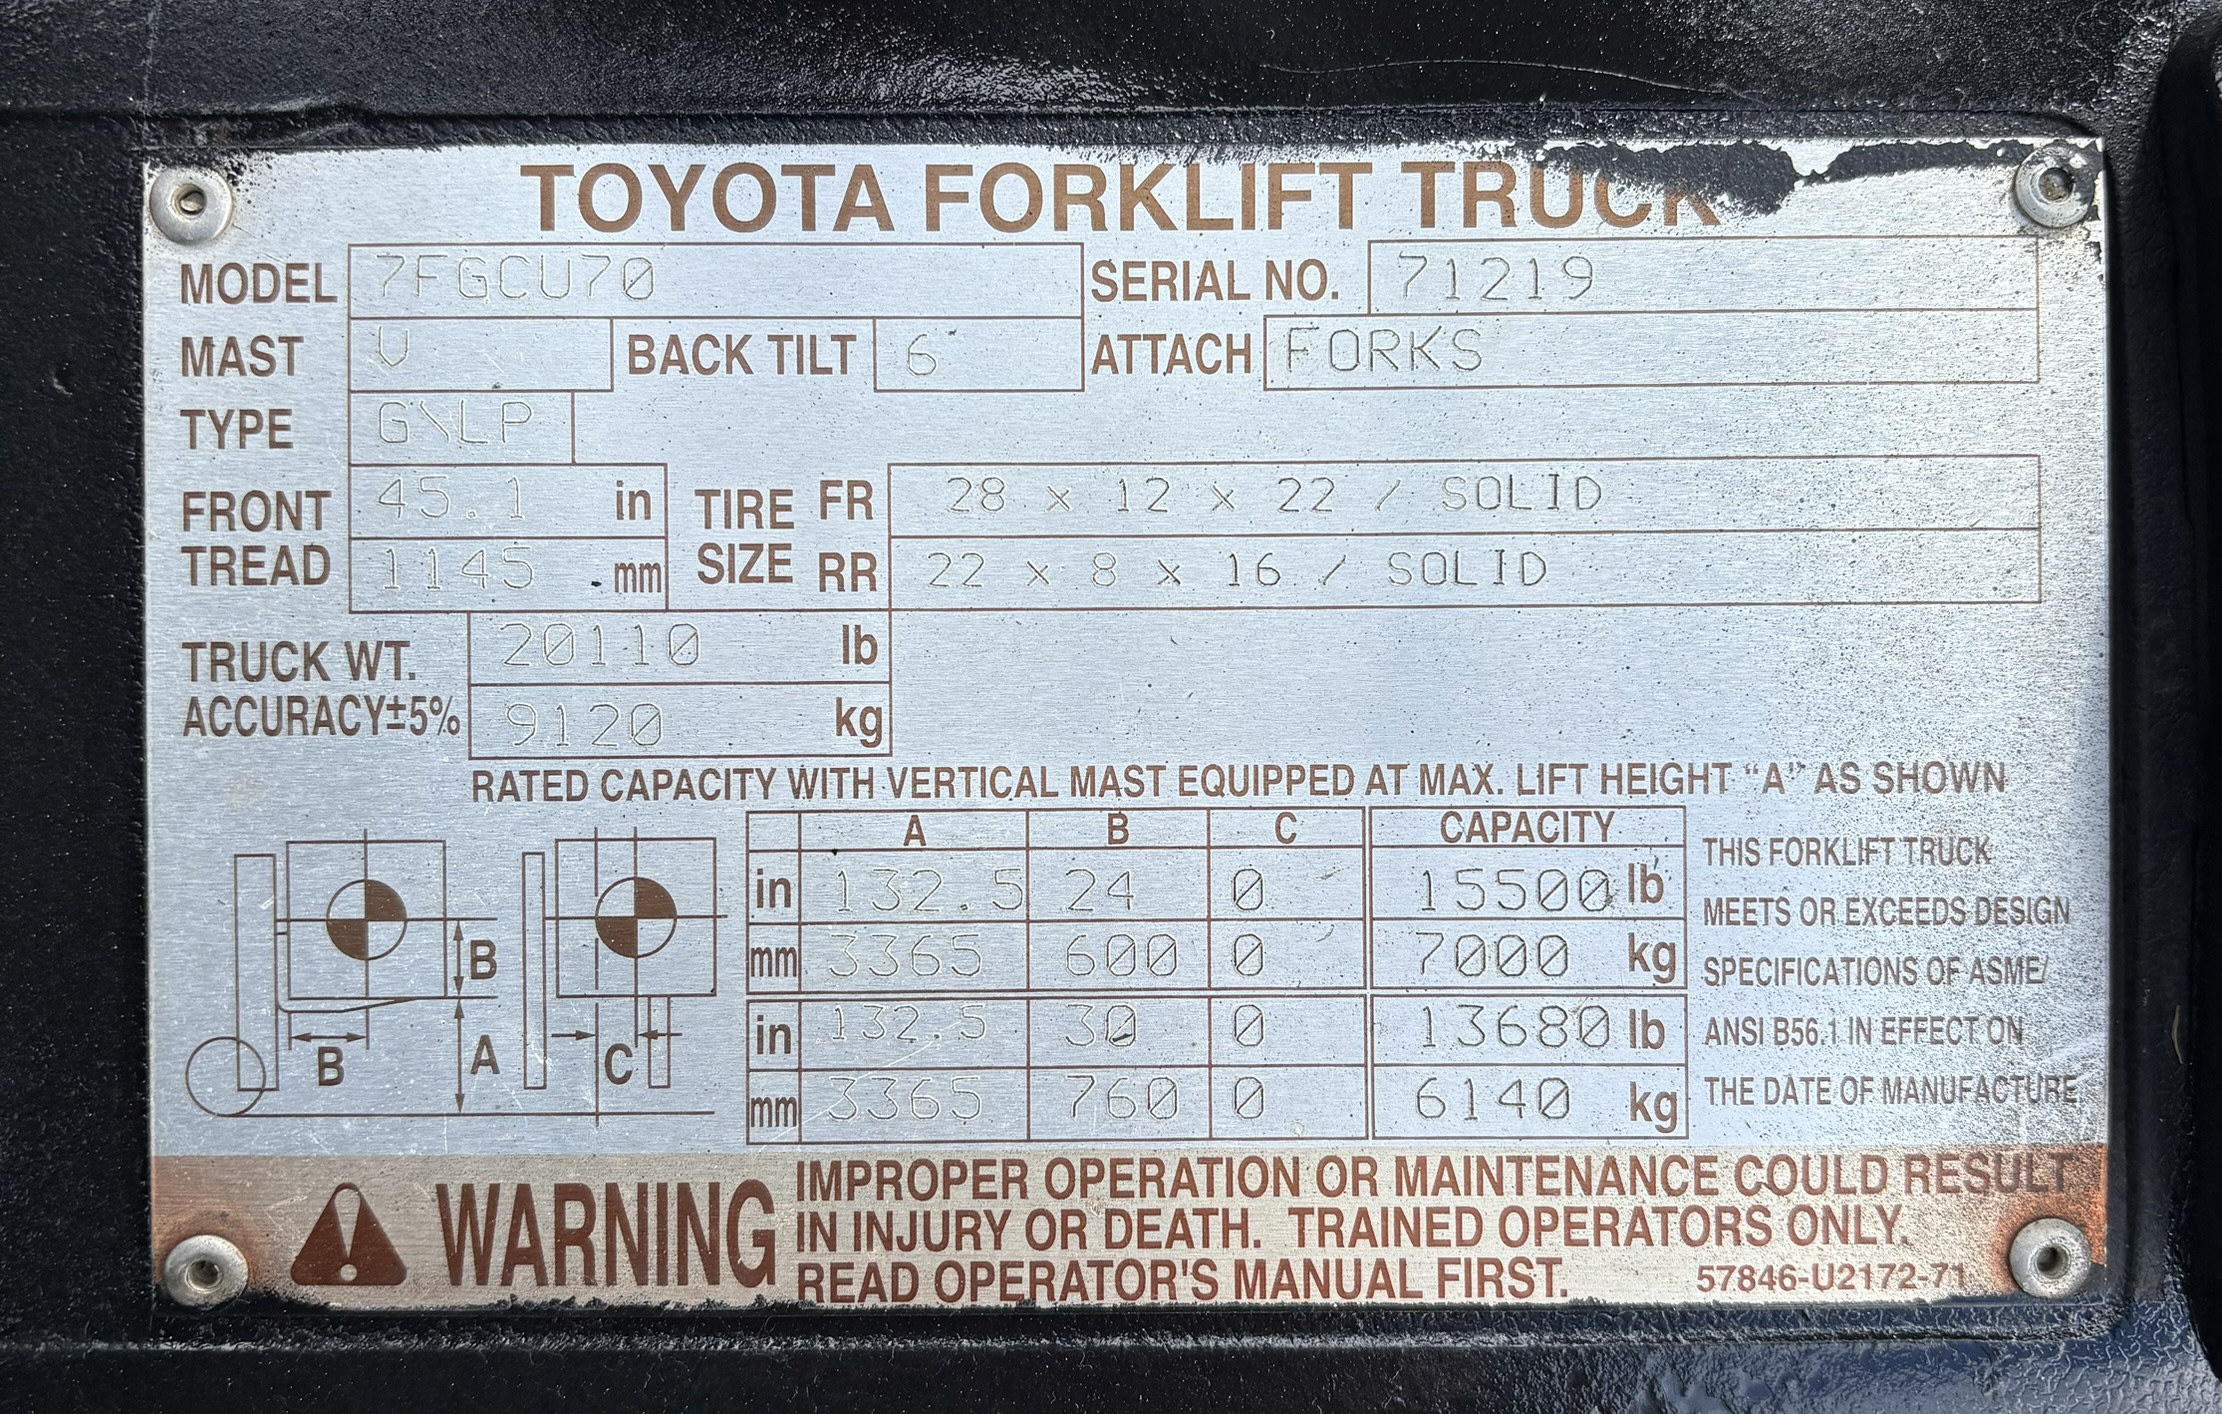 TOYOTA FORKLIFT TRUCK
MODEL 7FGCU70 SERIAL NO. 71219
MAST V BACK TILT 6 ATTACH FORKS
TYPE G\LP
FRONT TREAD 45.1 in TIRE SIZE FR 28 x 12 x 22 / SOLID
1145 mm RR 22 x 8 x 16 / SOLID
TRUCK WT. 20110 lb
ACCURACY±5% 9120 kg
RATED CAPACITY WITH VERTICAL MAST EQUIPPED AT MAX. LIFT HEIGHT “A” AS SHOWN
A B C CAPACITY
in 132.5 24 0 15500 lb
mm 3365 600 0 7000 kg
in 132.5 30 0 13680 lb
mm 3365 760 0 6140 kg
B
B
A
C
THIS FORKLIFT TRUCK
MEETS OR EXCEEDS DESIGN
SPECIFICATIONS OF ASME/
ANSI B56.1 IN EFFECT ON
THE DATE OF MANUFACTURE
WARNING
IMPROPER OPERATION OR MAINTENANCE COULD RESULT
IN INJURY OR DEATH. TRAINED OPERATORS ONLY.
READ OPERATOR'S MANUAL FIRST. 57846-U2172-71